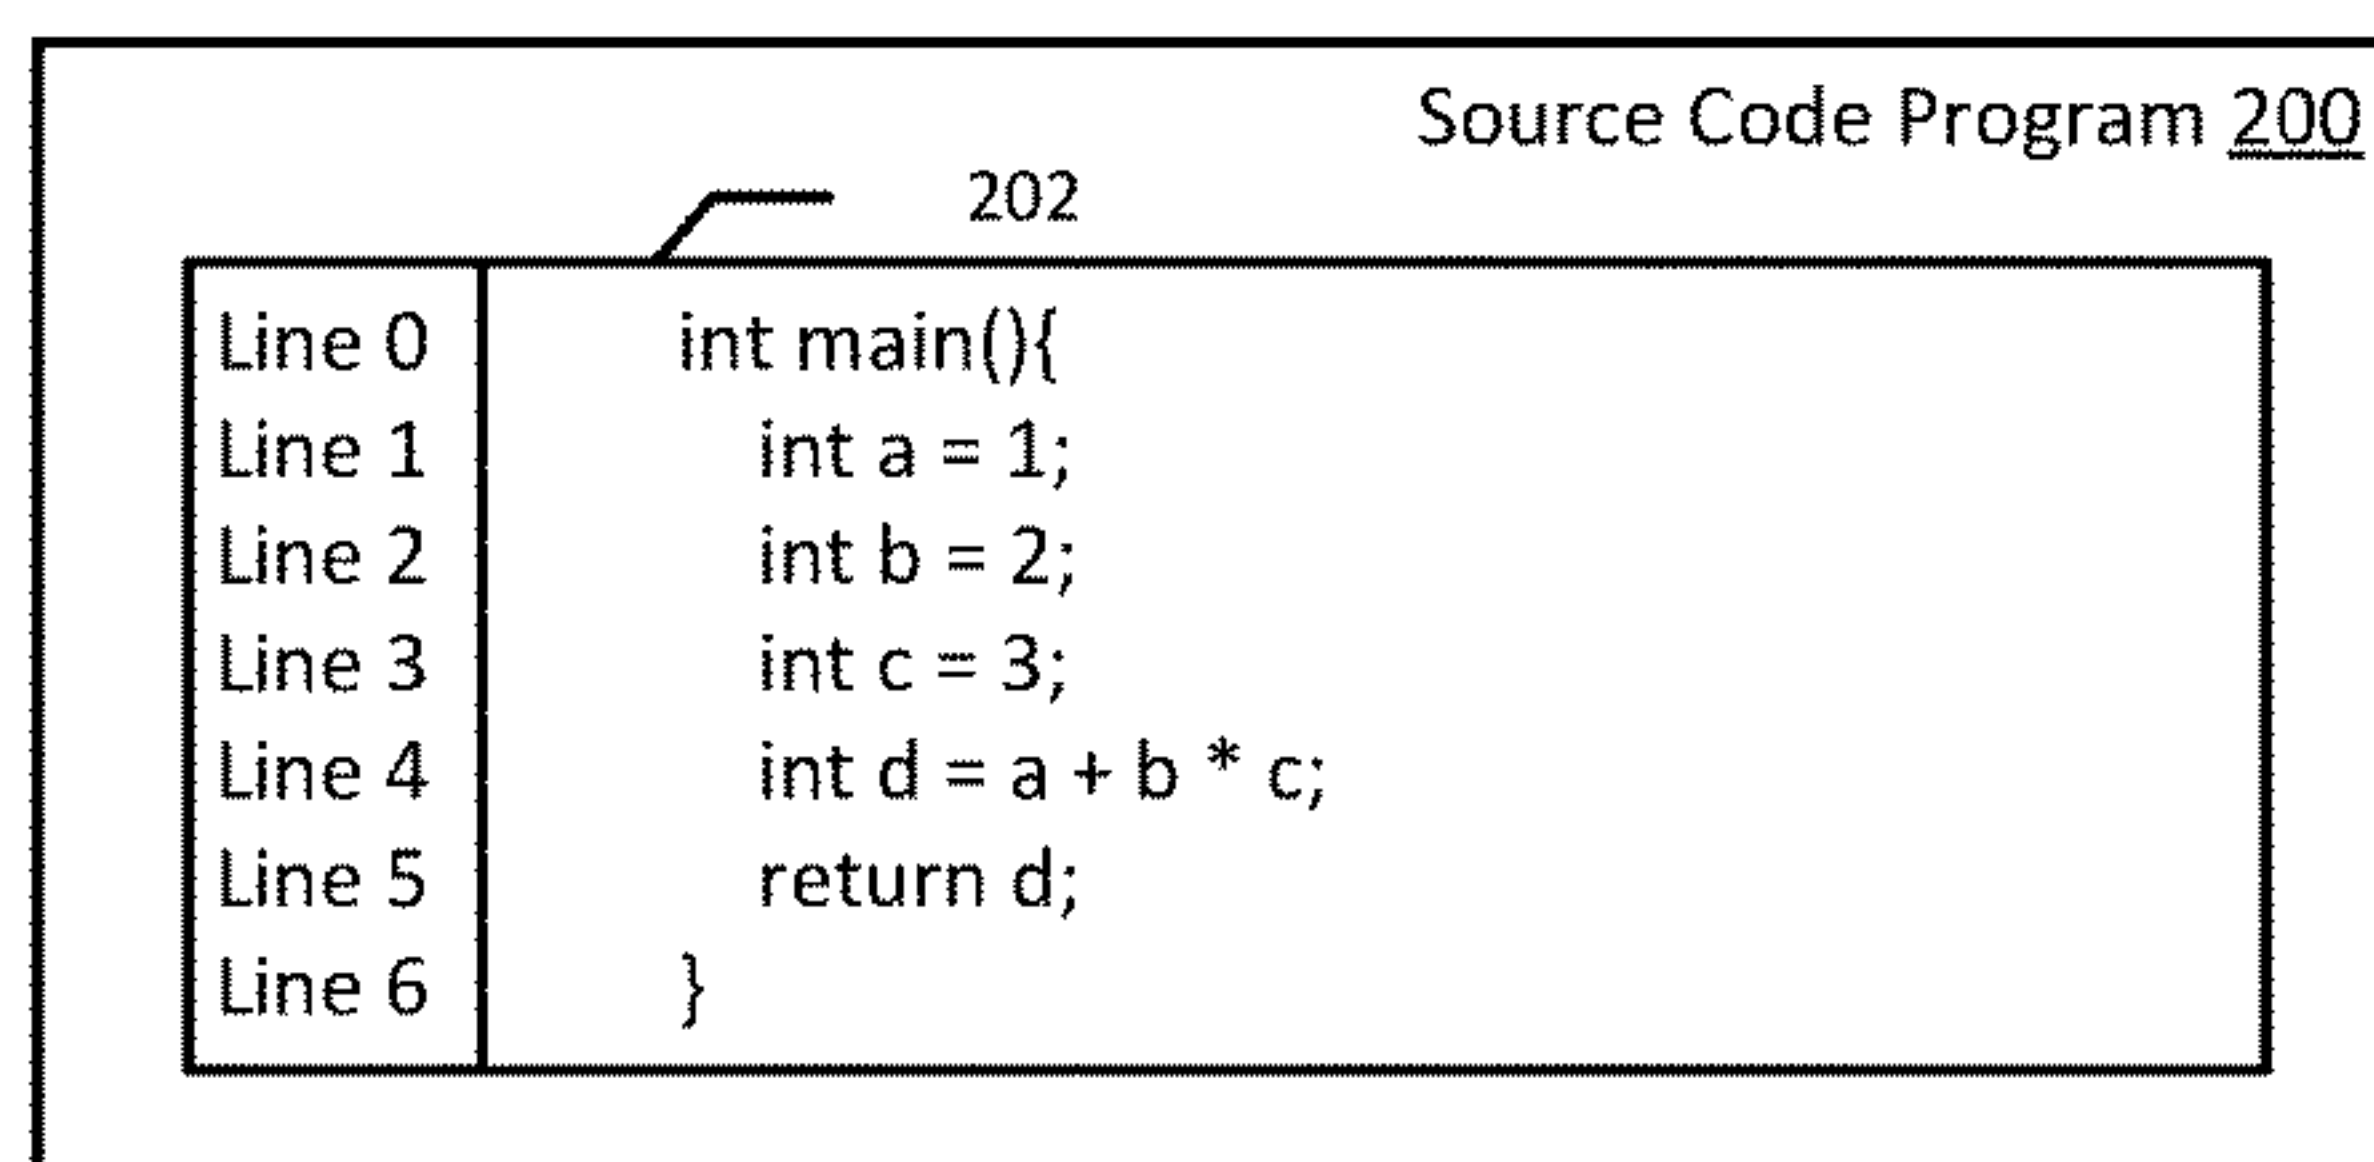 Source Code Program 200
202
Line 0 int main(){
Line 1 int a = 1;
Line 2 int b = 2;
Line 3 int c = 3;
Line 4 int d = a + b * c;
Line 5 return d;
Line 6 }